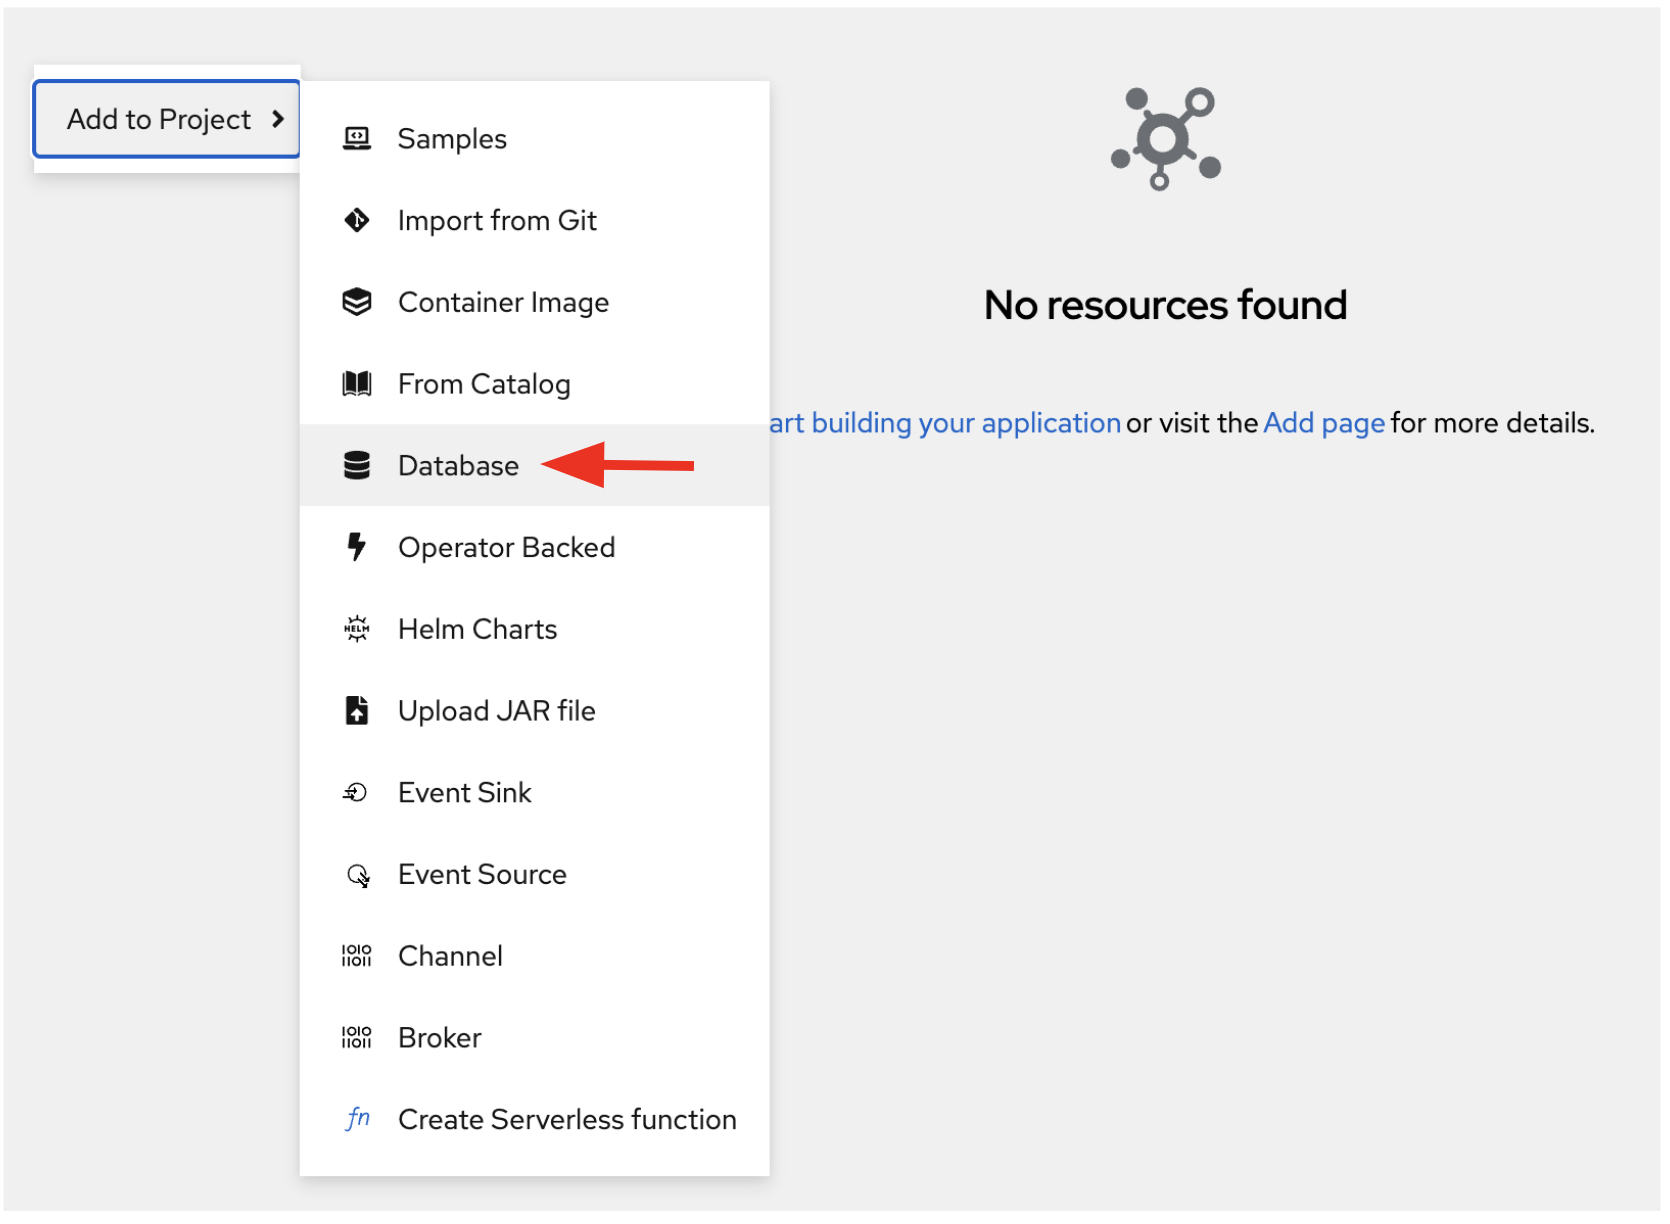 Add to Project
Samples
Import from Git
Container Image
From Catalog
Database
Operator Backed
HELM
Helm Charts
Upload JAR file
Event Sink
Event Source
Channel
Broker
fn Create Serverless function
No resources found
building your application or visit the Add page for more details.